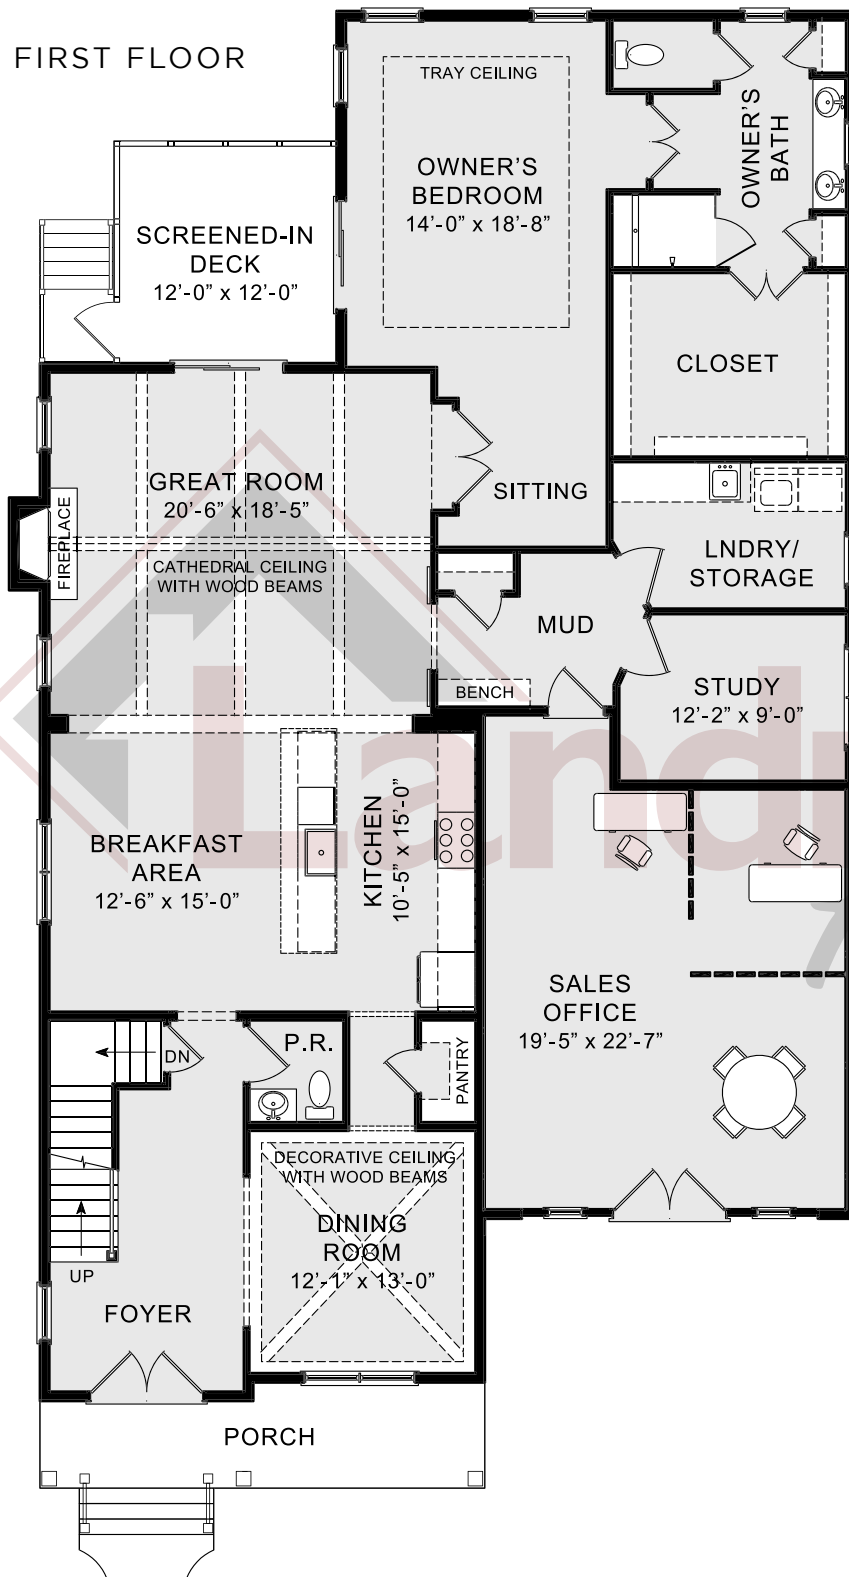 FIRST FLOOR
TRAY CEILING
OWNER'S
BEDROOM
14'-0" x 18'-8"
OWNER'S
BATH
SCREENED-IN
DECK
12'-0" x 12'-0"
CLOSET
GREAT ROOM
20'-6" x 18'-5"
SITTING
FIREPLACE
CATHEDRAL CEILING
WITH WOOD BEAMS
LNDRY/
STORAGE
MUD
BENCH
STUDY
12'-2" x 9'-0"
BREAKFAST
AREA
12'-6" x 15'-0"
KITCHEN
10'-5" x 15'-0"
SALES
OFFICE
19'-5" x 22'-7"
DN
P.R.
PANTRY
DECORATIVE CEILING
WITH WOOD BEAMS
DINING
ROOM
12'-1" x 13'-0"
UP
FOYER
PORCH